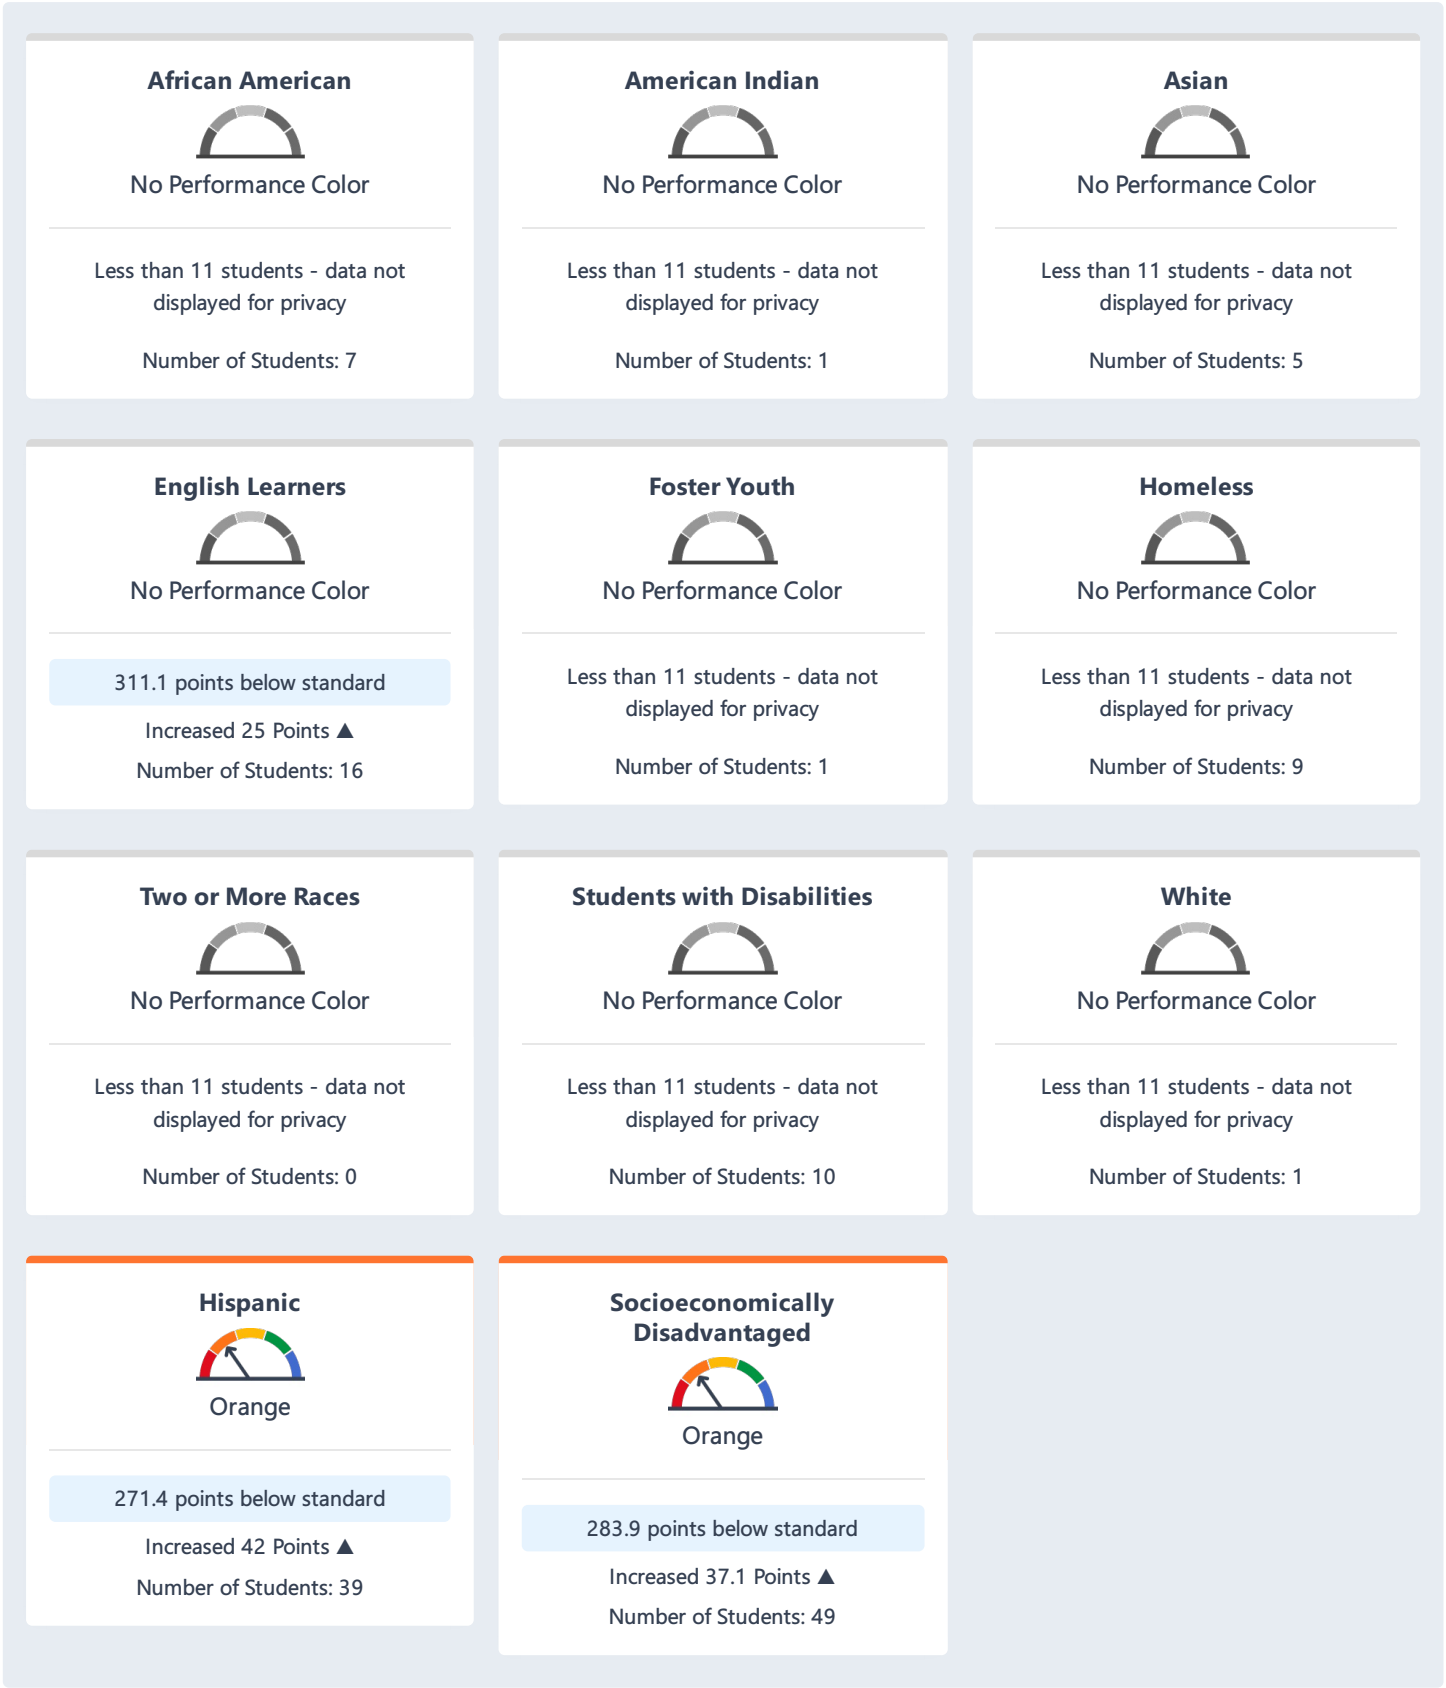 African American
No Performance Color
Less than 11 students - data not
displayed for privacy
Number of Students: 7
American Indian
No Performance Color
Less than 11 students - data not
displayed for privacy
Number of Students: 1
Asian
No Performance Color
Less than 11 students - data not
displayed for privacy
Number of Students: 5
English Learners
No Performance Color
311.1 points below standard
Increased 25 Points ▲
Number of Students: 16
Foster Youth
No Performance Color
Less than 11 students - data not
displayed for privacy
Number of Students: 1
Homeless
No Performance Color
Less than 11 students - data not
displayed for privacy
Number of Students: 9
Two or More Races
No Performance Color
Less than 11 students - data not
displayed for privacy
Number of Students: 0
Students with Disabilities
No Performance Color
Less than 11 students - data not
displayed for privacy
Number of Students: 10
White
No Performance Color
Less than 11 students - data not
displayed for privacy
Number of Students: 1
Hispanic
Orange
271.4 points below standard
Increased 42 Points ▲
Number of Students: 39
Socioeconomically
Disadvantaged
Orange
283.9 points below standard
Increased 37.1 Points ▲
Number of Students: 49